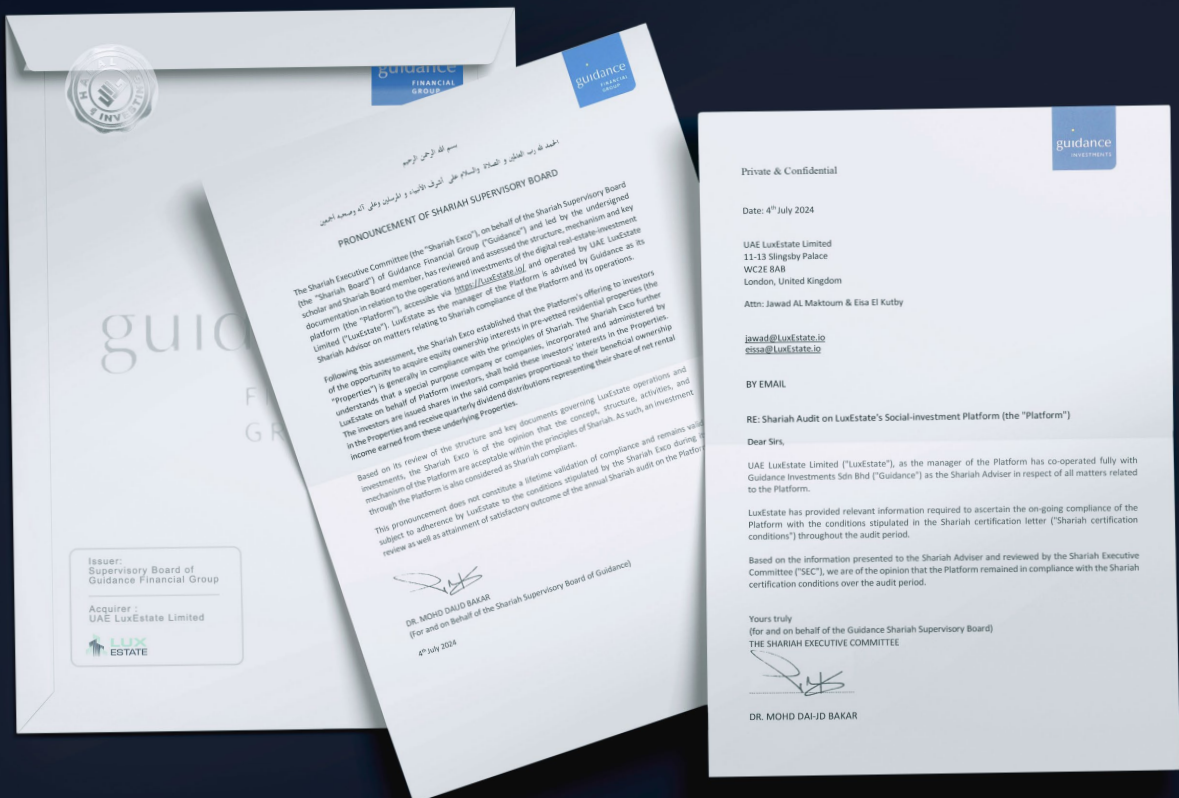 HALAL
INVESTING
guidance
FINANCIAL
GROUP
guid
F
GR
Issuer:
Supervisory Board of
Guidance Financial Group
Acquirer :
UAE LuxEstate Limited
LUX
ESTATE
guidance
FINANCIAL
GROUP
بسم الله الرحمن الرحيم
الحمد لله رب العالمين و الصلاة والسلام على أشرف الأنبياء و المرسلين وعلى آله وصحبه أجمعين
PRONOUNCEMENT OF SHARIAH SUPERVISORY BOARD
The Shariah Executive Committee (the "Shariah Exco"), on behalf of the Shariah Supervisory Board
(the "Shariah Board") of Guidance Financial Group ("Guidance") and led by the undersigned
scholar and Shariah Board member, has reviewed and assessed the structure, mechanism and key
documentation in relation to the operations and investments of the digital real-estate-investment
platform (the "Platform"), accessible via https://LuxEstate.io/ and operated by UAE LuxEstate
Limited ("LuxEstate"). LuxEstate as the manager of the Platform is advised by Guidance as its
Shariah Advisor on matters relating to Shariah compliance of the Platform and its operations.
Following this assessment, the Shariah Exco established that the Platform's offering to investors
of the opportunity to acquire equity ownership interests in pre-vetted residential properties (the
"Properties") is generally in compliance with the principles of Shariah. The Shariah Exco further
understands that a special purpose company or companies, incorporated and administered by
LuxEstate on behalf of Platform investors, shall hold these investors' interests in the Properties.
The investors are issued shares in the said companies proportional to their beneficial ownership
in the Properties and receive quarterly dividend distributions representing their share of net rental
income earned from these underlying Properties.
Based on its review of the structure and key documents governing LuxEstate operations and
investments, the Shariah Exco is of the opinion that the concept, structure, activities, and
mechanism of the Platform are acceptable within the principles of Shariah. As such, an investment
through the Platform is also considered as Shariah compliant.
This pronouncement does not constitute a lifetime validation of compliance and remains valid
subject to adherence by LuxEstate to the conditions stipulated by the Shariah Exco during
review as well as attainment of satisfactory outcome of the annual Shariah audit on the Platform
DR. MOHD DAUD BAKAR
(For and on Behalf of the Shariah Supervisory Board of Guidance)
4th July 2024
guidance
INVESTMENTS
Private & Confidential
Date: 4th July 2024
UAE LuxEstate Limited
11-13 Slingsby Palace
WC2E 8AB
London, United Kingdom
Attn: Jawad AL Maktoum & Eisa El Kutby
jawad@LuxEstate.io
eissa@LuxEstate.io
BY EMAIL
RE: Shariah Audit on LuxEstate's Social-investment Platform (the "Platform")
Dear Sirs,
UAE LuxEstate Limited ("LuxEstate"), as the manager of the Platform has co-operated fully with
Guidance Investments Sdn Bhd ("Guidance") as the Shariah Adviser in respect of all matters related
to the Platform.
LuxEstate has provided relevant information required to ascertain the on-going compliance of the
Platform with the conditions stipulated in the Shariah certification letter ("Shariah certification
conditions") throughout the audit period.
Based on the information presented to the Shariah Adviser and reviewed by the Shariah Executive
Committee ("SEC"), we are of the opinion that the Platform remained in compliance with the Shariah
certification conditions over the audit period.
Yours truly
(for and on behalf of the Guidance Shariah Supervisory Board)
THE SHARIAH EXECUTIVE COMMITTEE
DR. MOHD DAI-JD BAKAR